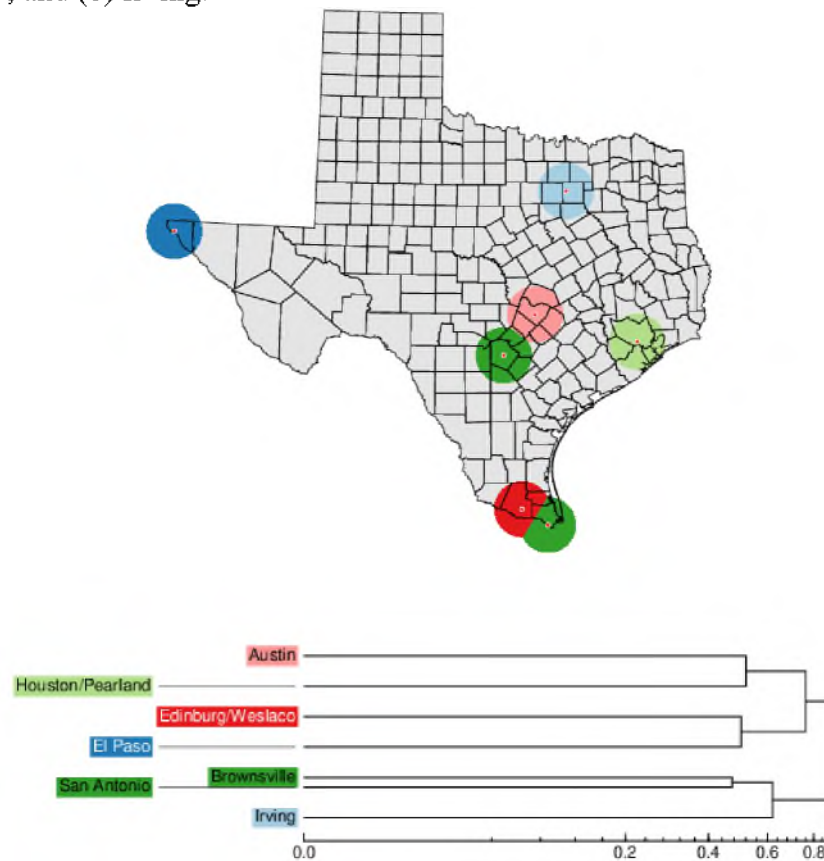 , and (e)
Austin
Houston/Pearland
Edinburg/Weslaco
El Paso
Brownsville
San Antonio
Irving
0.0 0.2 0.4 0.6 0.8